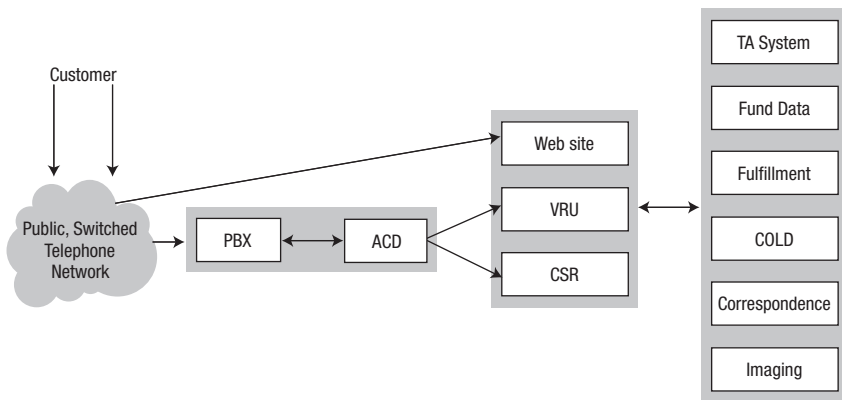 Customer
Public, Switched
Telephone
Network
PBX
ACD
Web site
VRU
CSR
TA System
Fund Data
Fulfillment
COLD
Correspondence
Imaging